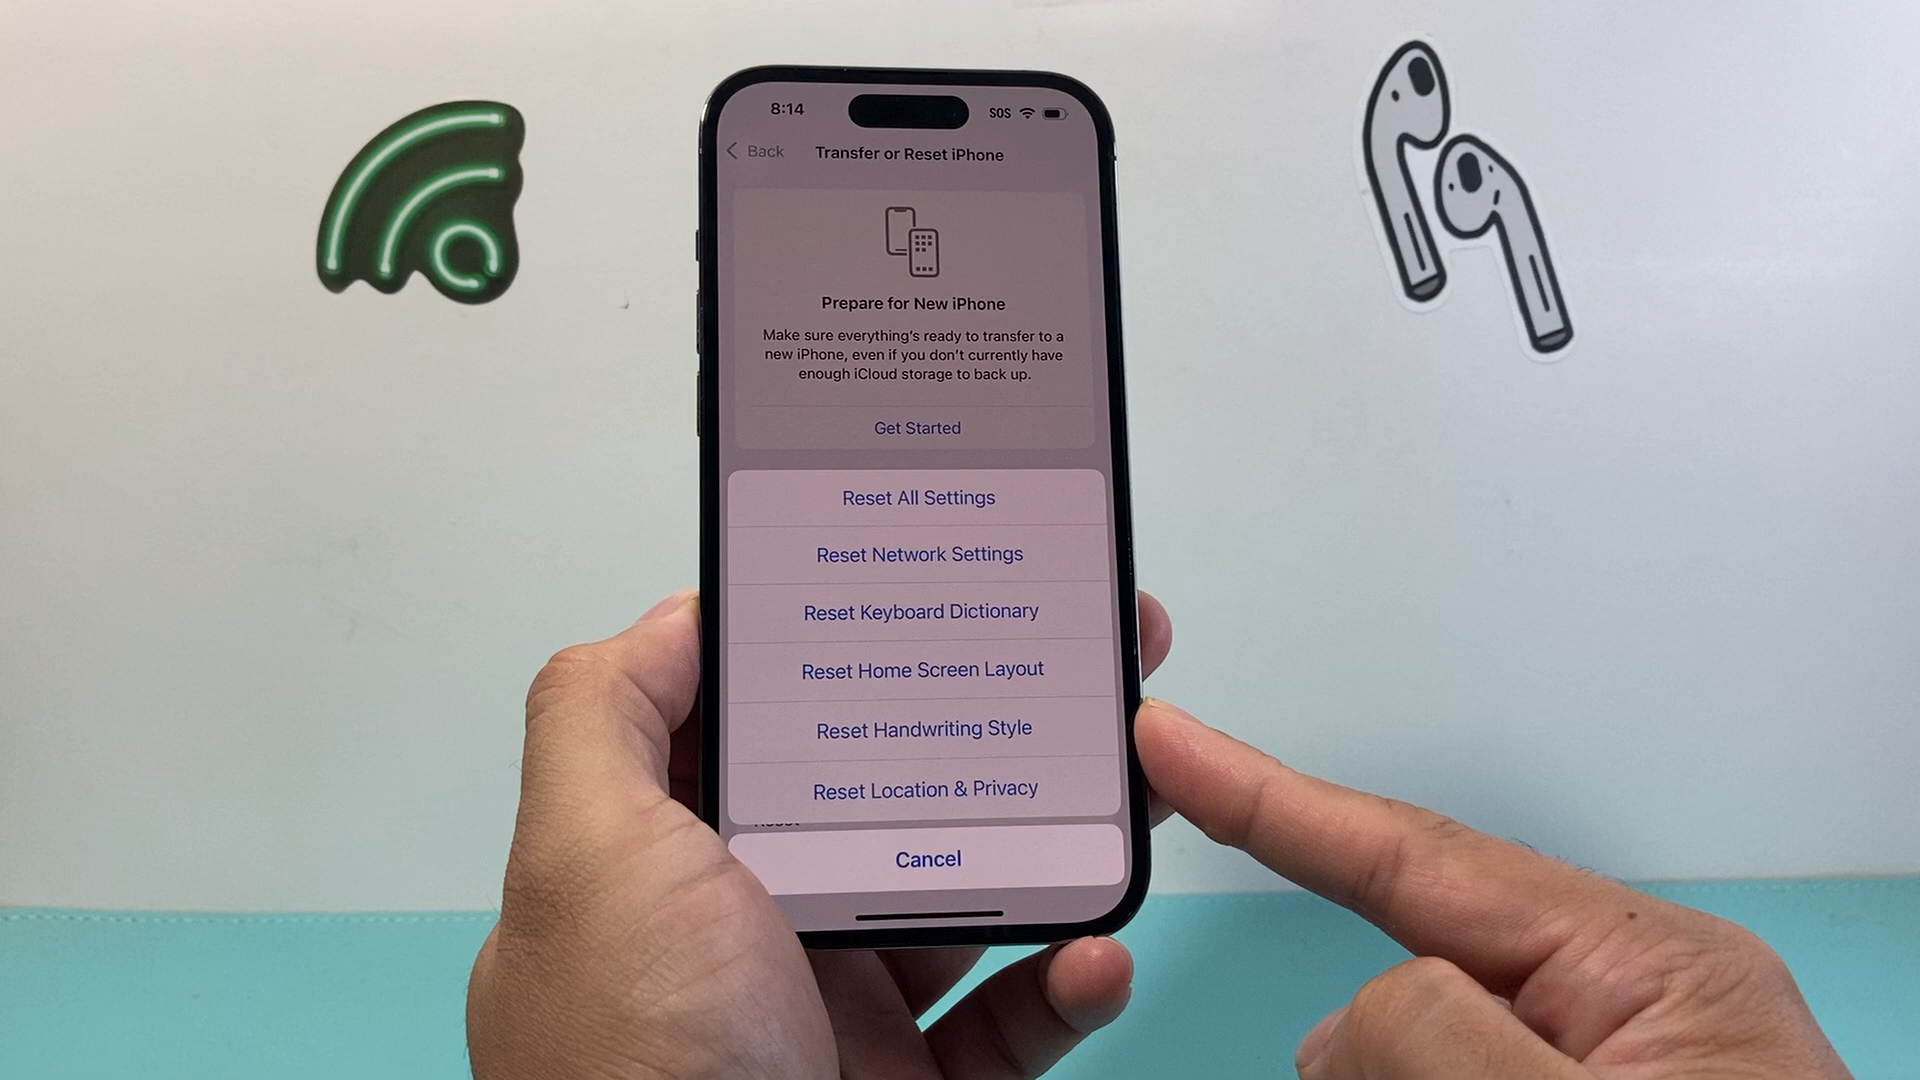 8:14
SOS
Back
Transfer or Reset iPhone
Prepare for New iPhone
Make sure everything's ready to transfer to a
new iPhone, even if you don't currently have
enough iCloud storage to back up.
Get Started
Reset All Settings
Reset Network Settings
Reset Keyboard Dictionary
Reset Home Screen Layout
Reset Handwriting Style
Reset Location & Privacy
Reset
Cancel